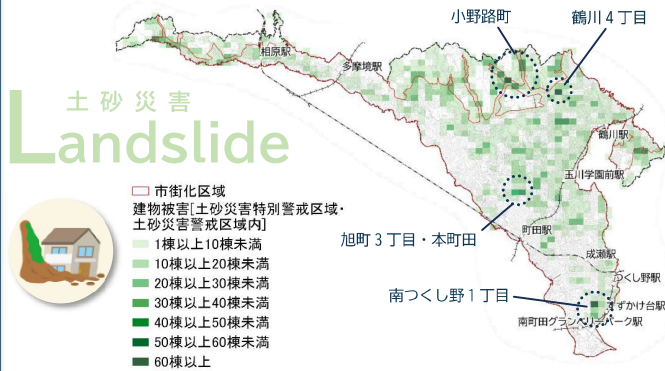 小野路町
鶴川4丁目
相原駅
多摩境駅
土砂災害
Landslide
鶴川駅
玉川学園前駅
市街化区域
建物被害[土砂災害特別警戒区域・
土砂災害警戒区域内]
1棟以上10棟未満
10棟以上20棟未満
20棟以上30棟未満
30棟以上40棟未満
40棟以上50棟未満
50棟以上60棟未満
60棟以上
旭町3丁目・本町田
町田駅
成瀬駅
つくし野駅
南つくし野1丁目
すずかけ台駅
南町田グランベリーパーク駅